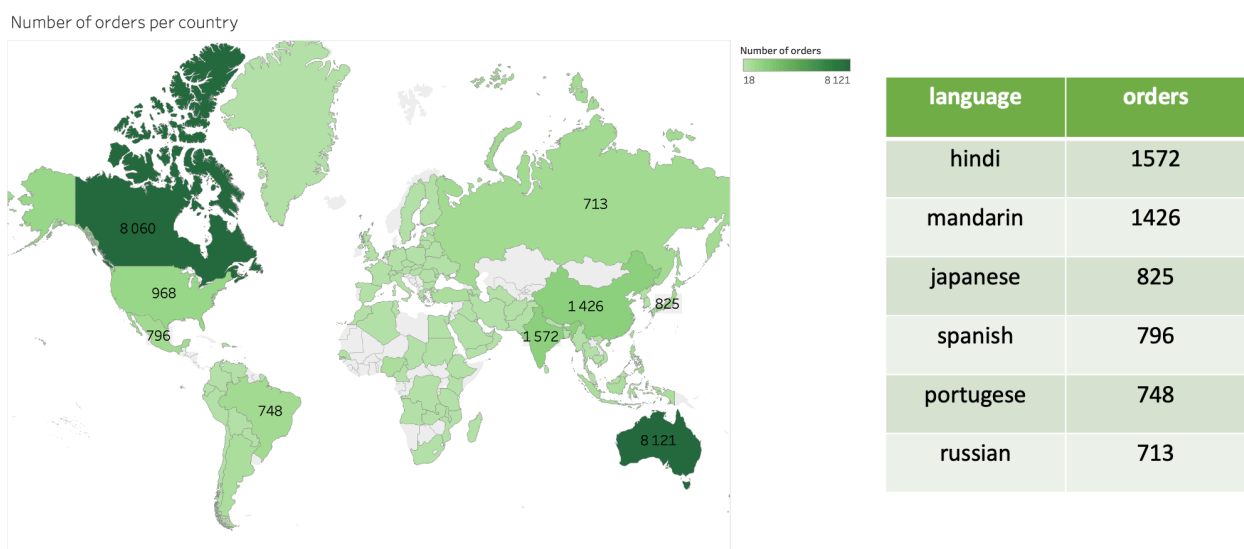 Number of orders per country
Number of orders
18 8 121
8 060
968
796
748
713
1 426
825
1 572
8 121
language orders
hindi 1572
mandarin 1426
japanese 825
spanish 796
portugese 748
russian 713